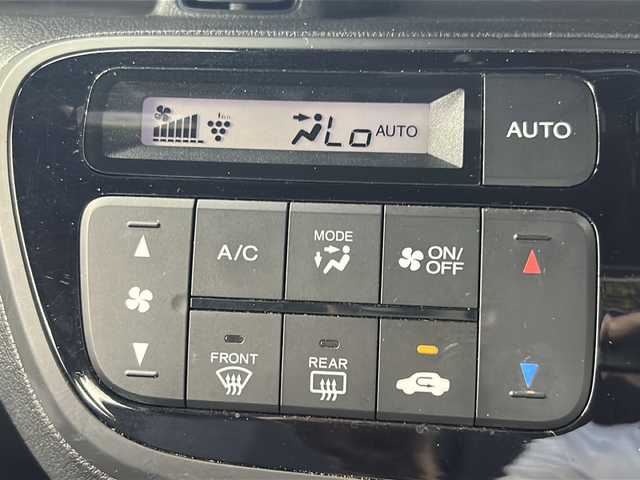 Lo AUTO
AUTO
A/C
MODE
ON/
OFF
FRONT
REAR